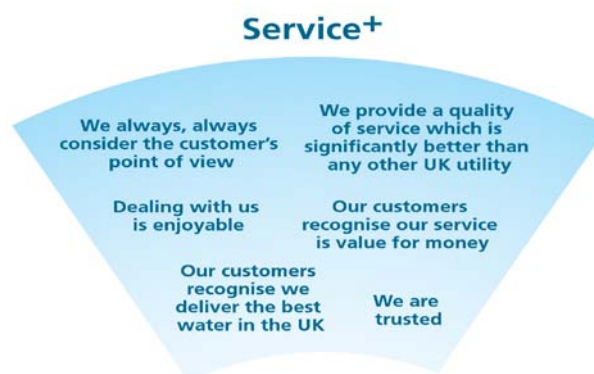 Service+
We always, always
consider the customer's
point of view
We provide a quality
of service which is
significantly better than
any other UK utility
Dealing with us
is enjoyable
Our customers
recognise our service
is value for money
Our customers
recognise we
deliver the best
water in the UK
We are
trusted